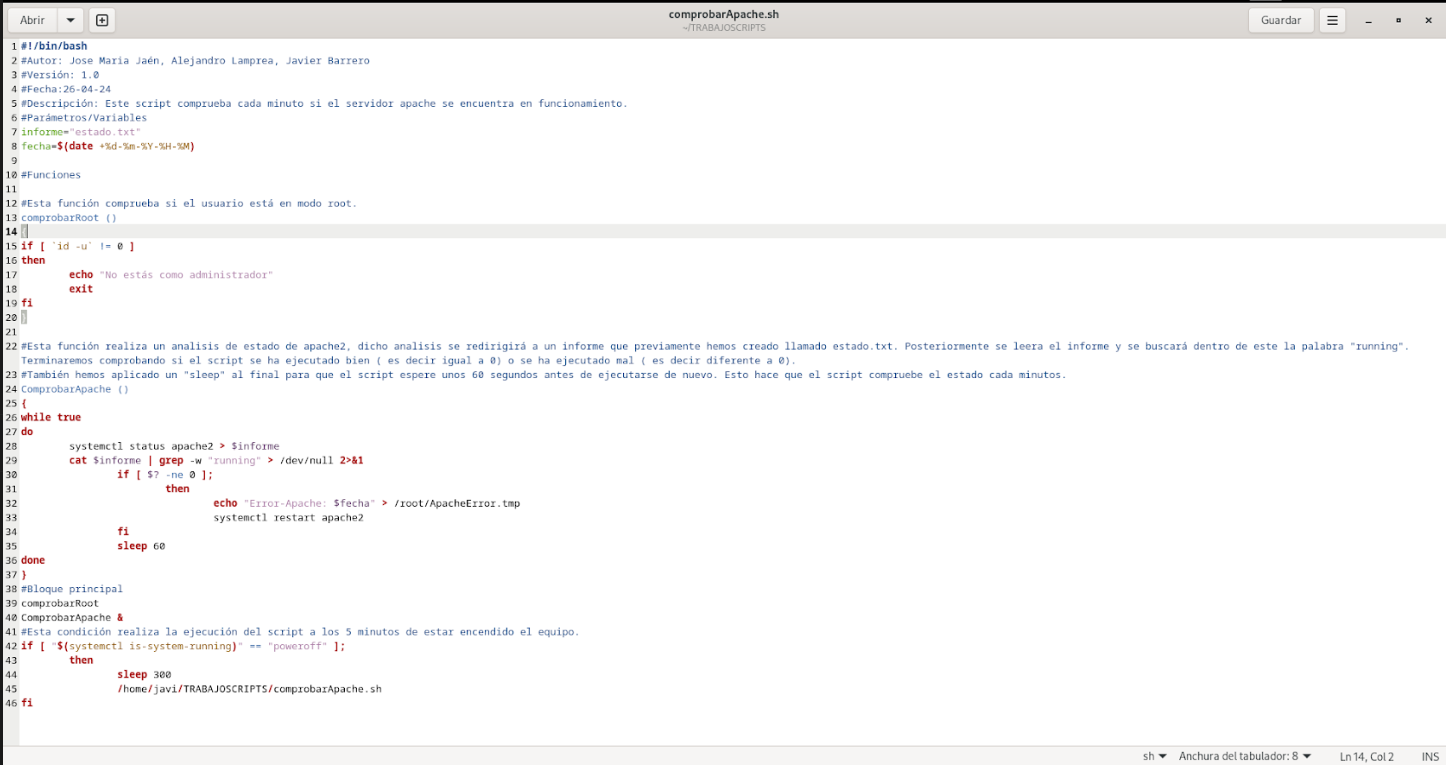 Abrir
comprobarApache.sh
~/TRABAJOSCRIPTS
Guardar
1 #!/bin/bash
2 #Autor: Jose Maria Jaén, Alejandro Lamprea, Javier Barrero
3 #Versión: 1.0
4 #Fecha:26-04-24
5 #Descripción: Este script comprueba cada minuto si el servidor apache se encuentra en funcionamiento.
6 #Parámetros/Variables
7 informe="estado.txt"
8 fecha=$(date +%d-%m-%Y-%H-%M)
9
10 #Funciones
11
12 #Esta función comprueba si el usuario está en modo root.
13 comprobarRoot ()
14 {
15 if [ `id -u` != 0 ]
16 then
17 echo "No estás como administrador"
18 exit
19 fi
20 }
21
22 #Esta función realiza un analisis de estado de apache2, dicho analisis se redirigirá a un informe que previamente hemos creado llamado estado.txt. Posteriormente se leera el informe y se buscará dentro de este la palabra "running".
Terminaremos comprobando si el script se ha ejecutado bien ( es decir igual a 0) o se ha ejecutado mal ( es decir diferente a 0).
23 #También hemos aplicado un "sleep" al final para que el script espere unos 60 segundos antes de ejecutarse de nuevo. Esto hace que el script compruebe el estado cada minutos.
24 ComprobarApache ()
25 {
26 while true
27 do
28 systemctl status apache2 > $informe
29 cat $informe | grep -w "running" > /dev/null 2>&1
30 if [ $? -ne 0 ];
31 then
32 echo "Error-Apache: $fecha" > /root/ApacheError.tmp
33 systemctl restart apache2
34 fi
35 sleep 60
36 done
37 }
38 #Bloque principal
39 comprobarRoot
40 ComprobarApache &
41 #Esta condición realiza la ejecución del script a los 5 minutos de estar encendido el equipo.
42 if [ "$(systemctl is-system-running)" == "poweroff" ];
43 then
44 sleep 300
45 /home/javi/TRABAJOSCRIPTS/comprobarApache.sh
46 fi
sh Anchura del tabulador: 8 Ln 14, Col 2 INS